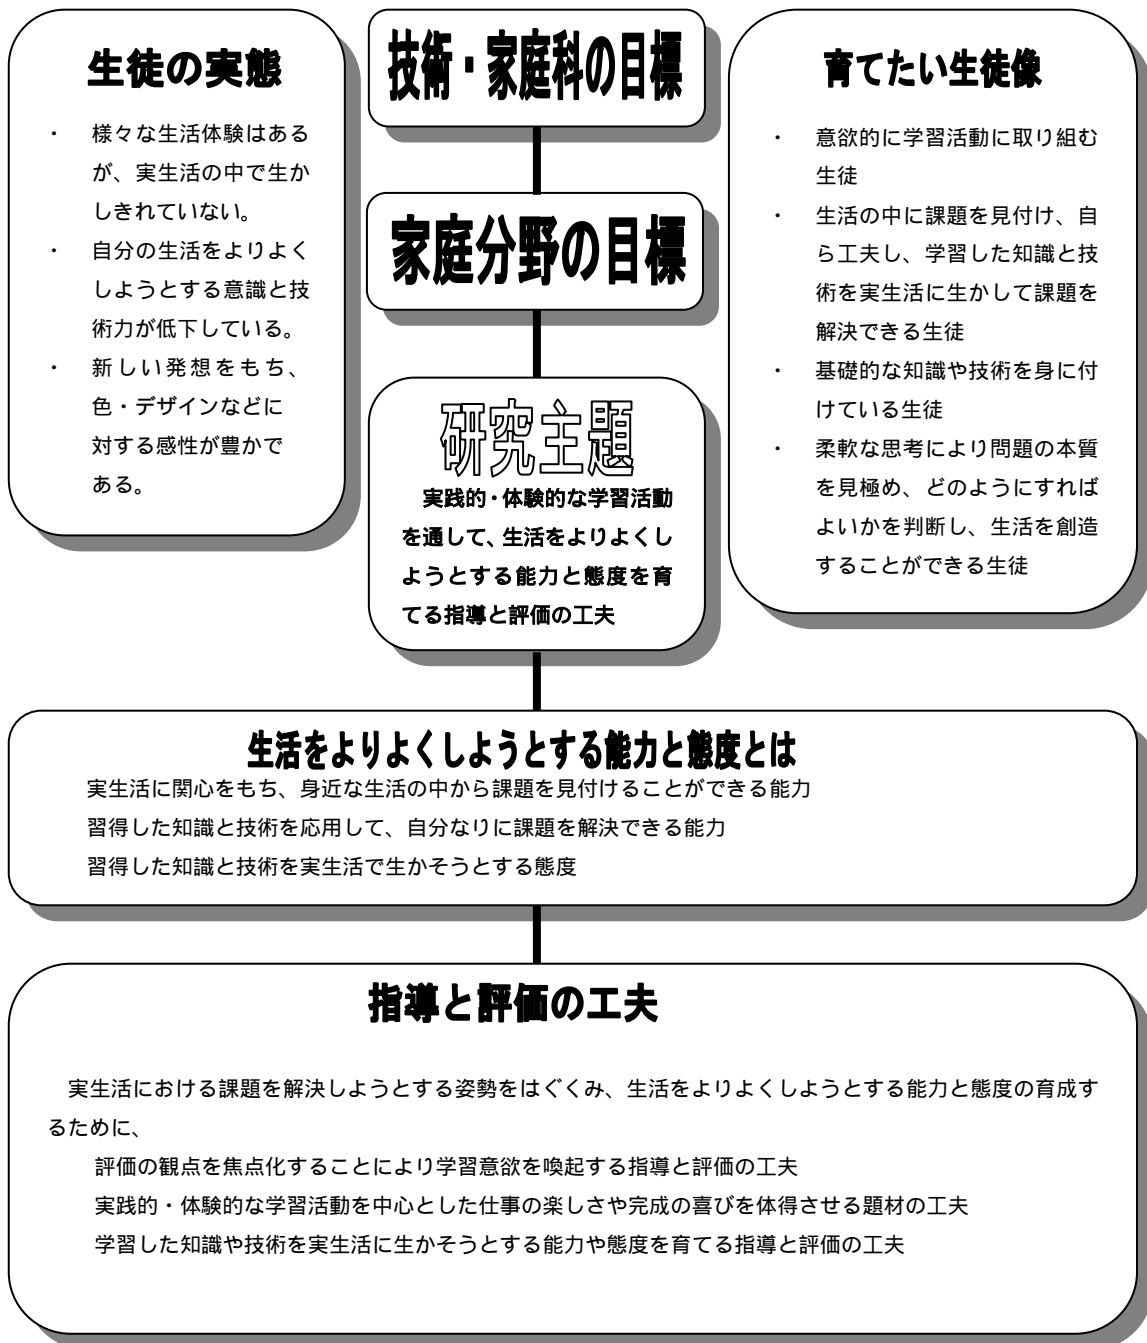 生徒の実態
・ 様々な生活体験はある
が、実生活の中で生か
しきれていない。
・ 自分の生活をよりよく
しようとする意識と技
術力が低下している。
・ 新しい発想をもち、
色・デザインなどに
対する感性が豊かで
ある。
技術・家庭科の目標
家庭分野の目標
研究主題
実践的・体験的な学習活動
を通して、生活をよりよくし
ようとする能力と態度を育
てる指導と評価の工夫
育てたい生徒像
・ 意欲的に学習活動に取り組む
生徒
・ 生活の中に課題を見付け、自
ら工夫し、学習した知識と技
術を実生活に生かして課題を
解決できる生徒
・ 基礎的な知識や技術を身に付
けている生徒
・ 柔軟な思考により問題の本質
を見極め、どのようにすれば
よいかを判断し、生活を創造
することができる生徒
生活をよりよくしようとする能力と態度とは
実生活に関心をもち、身近な生活の中から課題を見付けることができる能力
習得した知識と技術を応用して、自分なりに課題を解決できる能力
習得した知識と技術を実生活で生かそうとする態度
指導と評価の工夫
実生活における課題を解決しようとする姿勢をはぐくみ、生活をよりよくしようとする能力と態度の育成す
るために、
評価の観点を焦点化することにより学習意欲を喚起する指導と評価の工夫
実践的・体験的な学習活動を中心とした仕事の楽しさや完成の喜びを体得させる題材の工夫
学習した知識や技術を実生活に生かそうとする能力や態度を育てる指導と評価の工夫